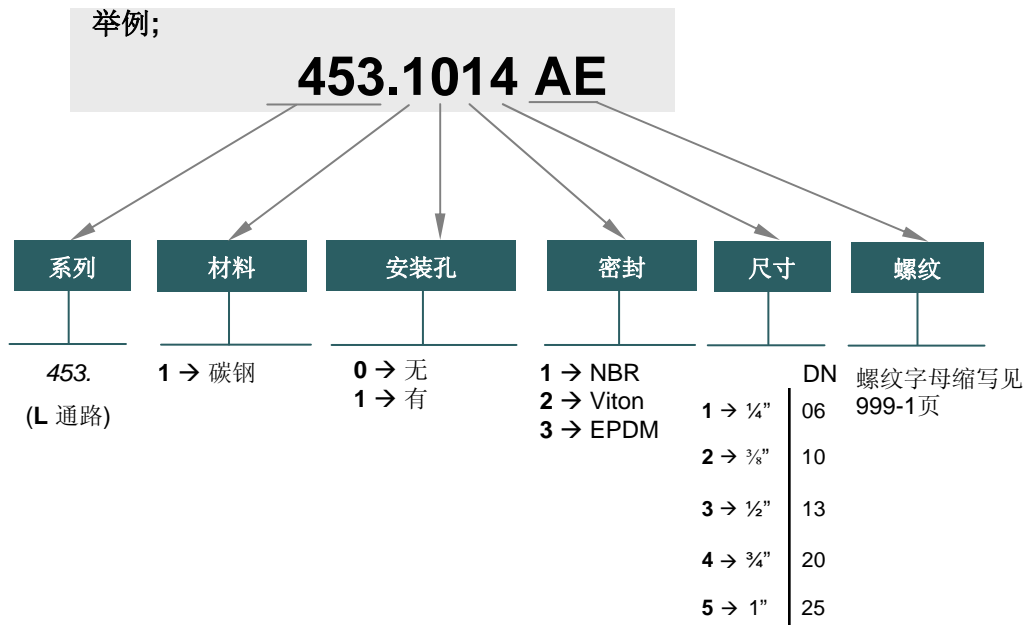 举例;
453.1014 AE
系列
材料
安装孔
密封
尺寸
螺纹
453.
(L 通路)
1 → 碳钢
0 → 无
1 → 有
1 → NBR
2 → Viton
3 → EPDM
DN
1 → ¼” 06
2 → ⅜” 10
3 → ½” 13
4 → ¾” 20
5 → 1” 25
螺纹字母缩写见
999-1页